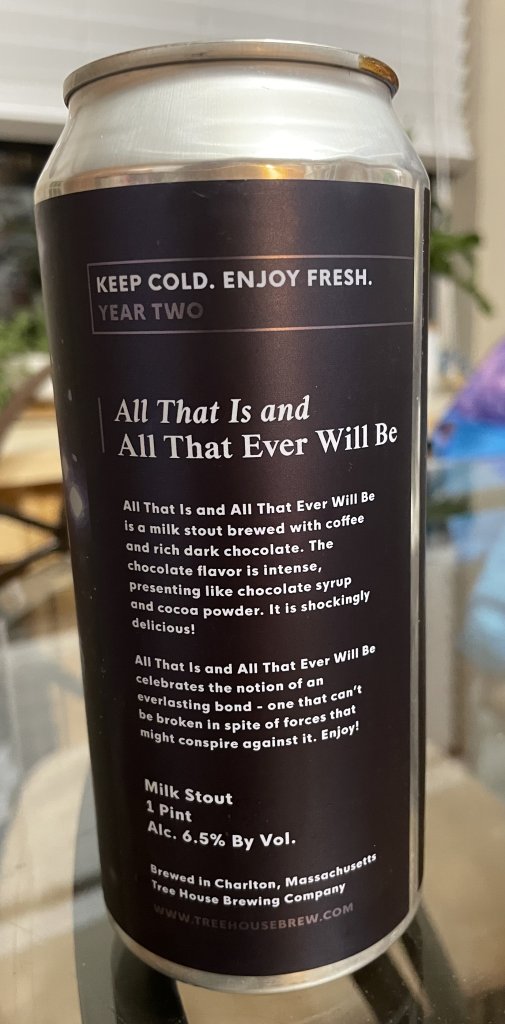 KEEP COLD. ENJOY FRESH.
YEAR TWO
All That Is and
All That Ever Will Be
All That Is and All That Ever Will Be
is a milk stout brewed with coffee
and rich dark chocolate. The
chocolate flavor is intense,
presenting like chocolate syrup
and cocoa powder. It is shockingly
delicious!
All That Is and All That Ever Will Be
celebrates the notion of an
everlasting bond - one that can't
be broken in spite of forces that
might conspire against it. Enjoy!
Milk Stout
1 Pint
Alc. 6.5% By Vol.
Brewed in Charlton, Massachusetts
Tree House Brewing Company
WWW.TREEHOUSEBREW.COM